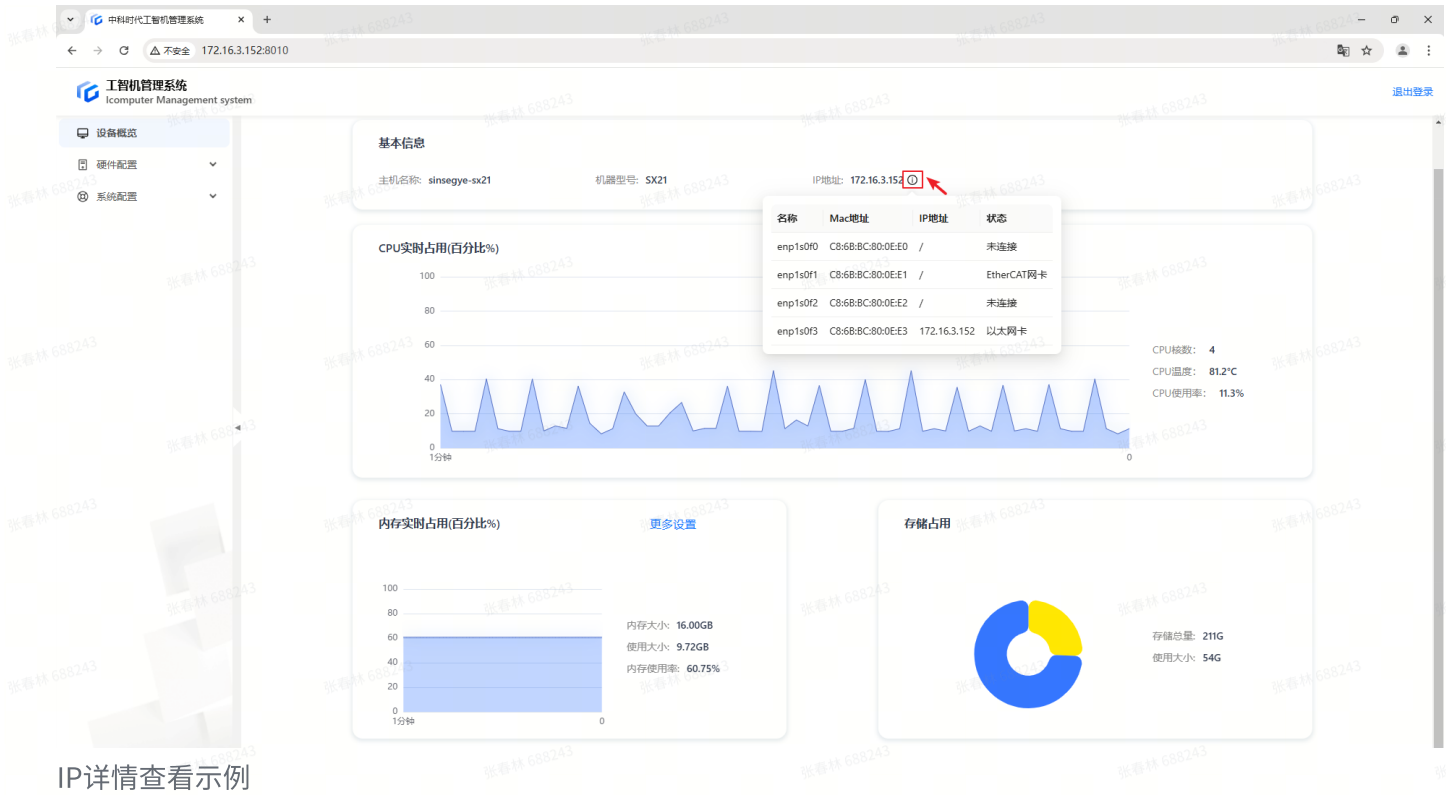 中科时代工智机管理系统
不安全 172.16.3.152:8010
工智机管理系统
Icomputer Management system
退出登录
设备概览
硬件配置
系统配置
基本信息
主机名称: sinsegye-sx21 机器型号: SX21 IP地址: 172.16.3.152
名称 Mac地址 IP地址 状态
enp1s0f0 C8:6B:BC:80:0E:E0 / 未连接
enp1s0f1 C8:6B:BC:80:0E:E1 / EtherCAT网卡
enp1s0f2 C8:6B:BC:80:0E:E2 / 未连接
enp1s0f3 C8:6B:BC:80:0E:E3 172.16.3.152 以太网卡
CPU实时占用(百分比%)
100
80
60
40
20
0
1分钟 0
CPU核数: 4
CPU温度: 81.2°C
CPU使用率: 11.3%
内存实时占用(百分比%) 更多设置
100
80
60
40
20
0
1分钟 0
内存大小: 16.00GB
使用大小: 9.72GB
内存使用率: 60.75%
存储占用
存储总量: 211G
使用大小: 54G
IP详情查看示例
张春林 688243